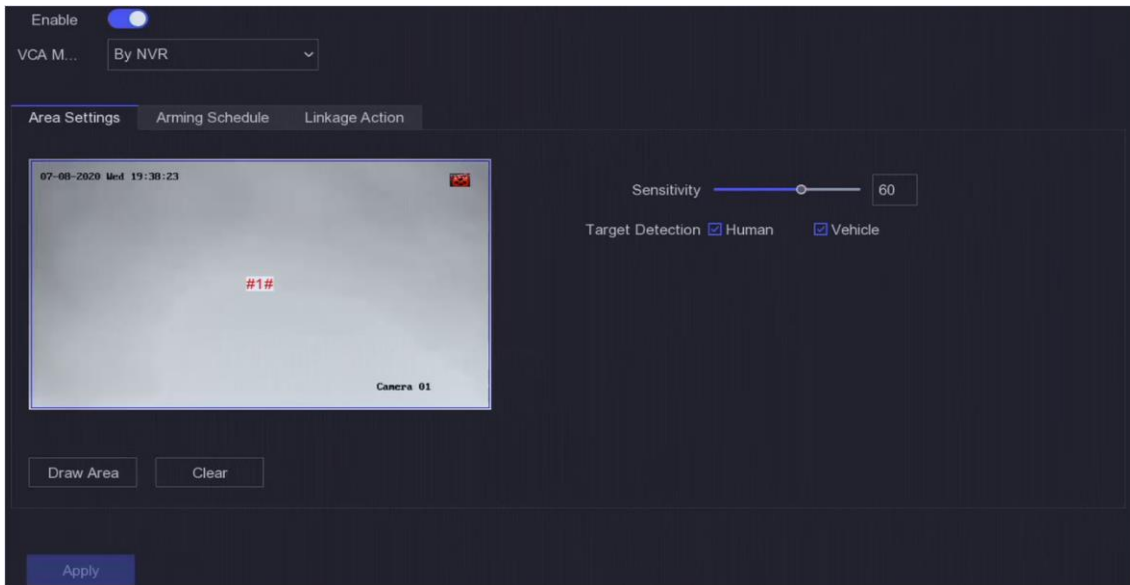 Enable
VCA M... By NVR
Area Settings Arming Schedule Linkage Action
07-08-2020 Wed 19:38:23
Sensitivity 60
Target Detection Human Vehicle
#1#
Camera 01
Draw Area Clear
Apply